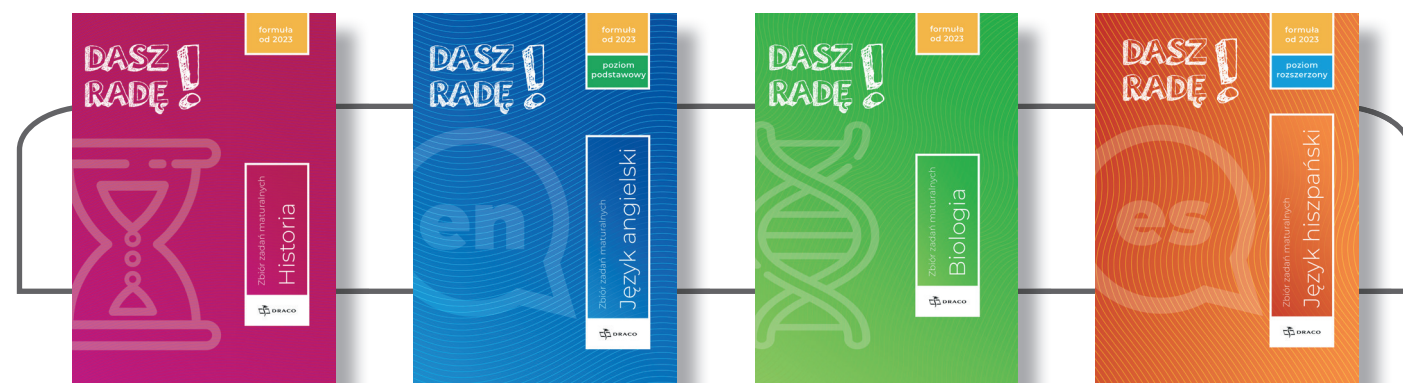 formuła
od 2023
DASZ
RADĘ!
Zbiór zadań maturalnych
Historia
DRACO
formuła
od 2023
poziom
podstawowy
DASZ
RADĘ!
en
Zbiór zadań maturalnych
Język angielski
DRACO
formuła
od 2023
DASZ
RADĘ!
Zbiór zadań maturalnych
Biologia
DRACO
formuła
od 2023
poziom
rozszerzony
DASZ
RADĘ!
es
Zbiór zadań maturalnych
Język hiszpański
DRACO